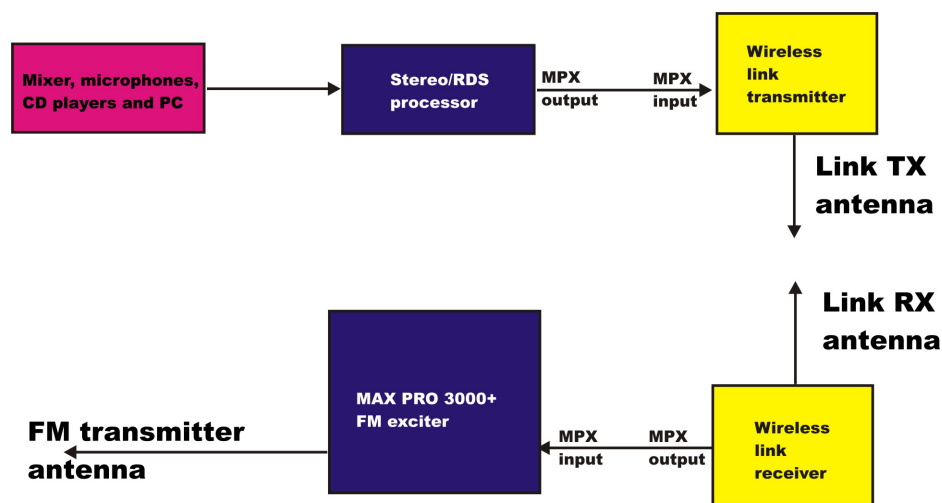 Mixer, microphones,
CD players and PC
Stereo/RDS
processor
MPX
output
MPX
input
Wireless
link
transmitter
Link TX
antenna
Link RX
antenna
MAX PRO 3000+
FM exciter
FM transmitter
antenna
MPX
input
MPX
output
Wireless
link
receiver